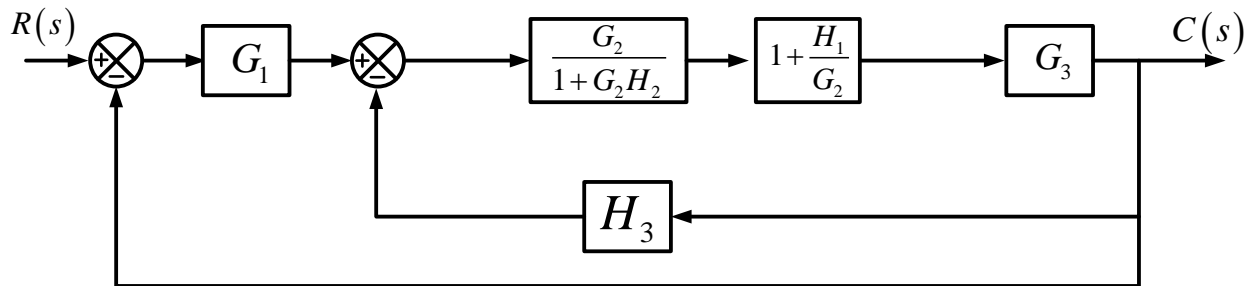 R(s)
C(s)
G₁
G₂
1 + G₂H₂
1 + H₁
G₂
G₃
+
−
+
−
H₃